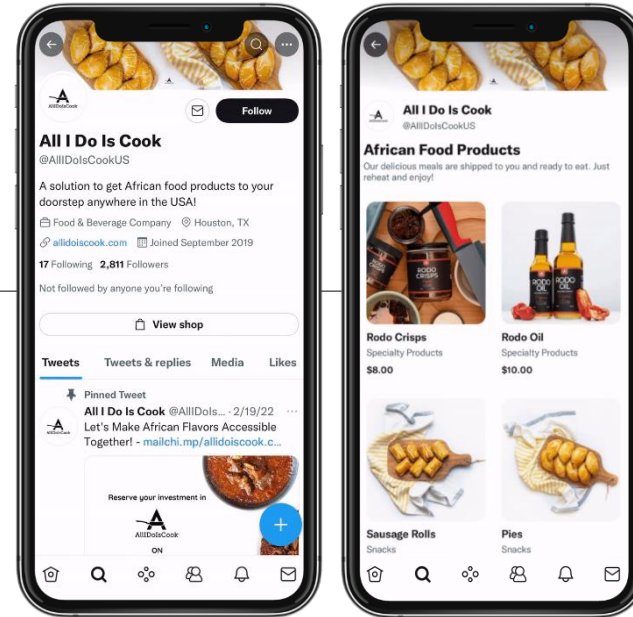 AllIDoIsCook
Follow
All I Do Is Cook
@AllIDoIsCookUS
A solution to get African food products to your
doorstep anywhere in the USA!
Food & Beverage Company Houston, TX
allidoiscook.com Joined September 2019
17 Following 2,811 Followers
Not followed by anyone you're following
View shop
Tweets Tweets & replies Media Likes
Pinned Tweet
All I Do Is Cook @AllIDoIs... · 2/19/22
Let's Make African Flavors Accessible
Together! - mailchi.mp/allidoiscook.c...
Reserve your investment in
AllIDoIsCook
ON
All I Do Is Cook
@AllIDoIsCookUS
African Food Products
Our delicious meals are shipped to you and ready to eat. Just
reheat and enjoy!
RODO
CRISPS
RODO
OIL
RODO
OIL
Rodo Crisps
Specialty Products
$8.00
Rodo Oil
Specialty Products
$10.00
Sausage Rolls
Snacks
Pies
Snacks